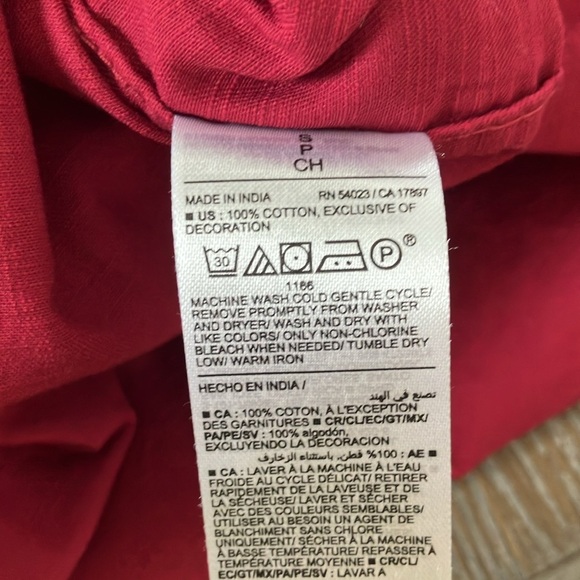 S
P
CH
MADE IN INDIA RN 54023 / CA 17897
■ US : 100% COTTON, EXCLUSIVE OF
DECORATION
30 P ®
1186
MACHINE WASH COLD GENTLE CYCLE/
REMOVE PROMPTLY FROM WASHER
AND DRYER/ WASH AND DRY WITH
LIKE COLORS/ ONLY NON-CHLORINE
BLEACH WHEN NEEDED/ TUMBLE DRY
LOW/ WARM IRON
HECHO EN INDIA /
تصنع في الهند
■ CA : 100% COTON, À L'EXCEPTION
DES GARNITURES ■ CR/CL/EC/GT/MX/
PA/PE/SV : 100% algodón,
EXCLUYENDO LA DECORACION
■ AE : 100% قطن, باستثناء الزخارف
■ CA : LAVER À LA MACHINE À L'EAU
FROIDE AU CYCLE DÉLICAT/ RETIRER
RAPIDEMENT DE LA LAVEUSE ET DE
LA SÉCHEUSE/ LAVER ET SÉCHER
AVEC DES COULEURS SEMBLABLES/
UTILISER AU BESOIN UN AGENT DE
BLANCHIMENT SANS CHLORE
UNIQUEMENT/ SÉCHER À LA MACHINE
À BASSE TEMPÉRATURE/ REPASSER À
TEMPÉRATURE MOYENNE ■ CR/CL/
EC/GT/MX/PA/PE/SV : LAVAR A